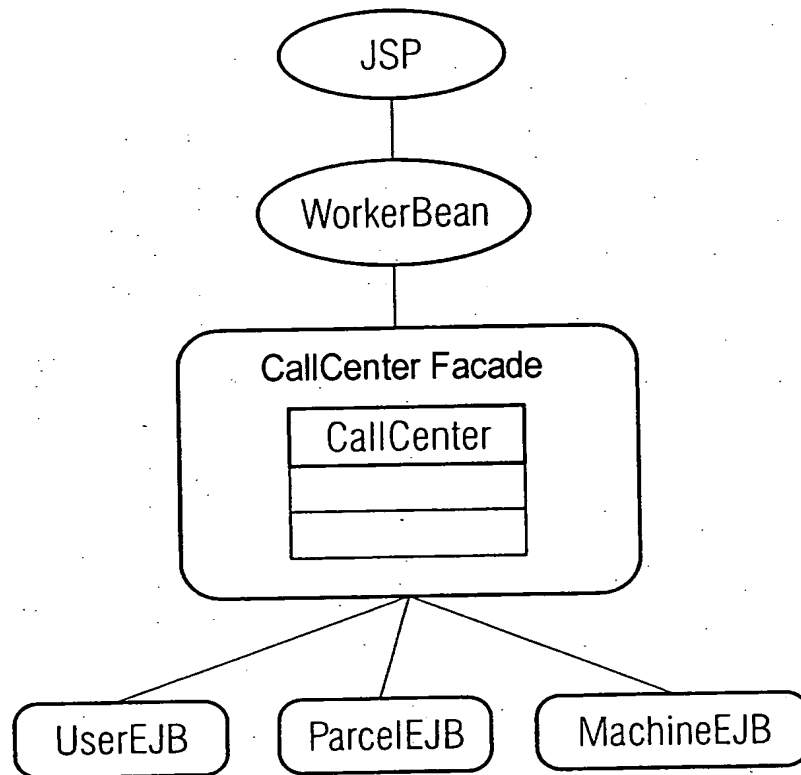 JSP
WorkerBean
CallCenter Facade
CallCenter
UserEJB
ParcelEJB
MachineEJB